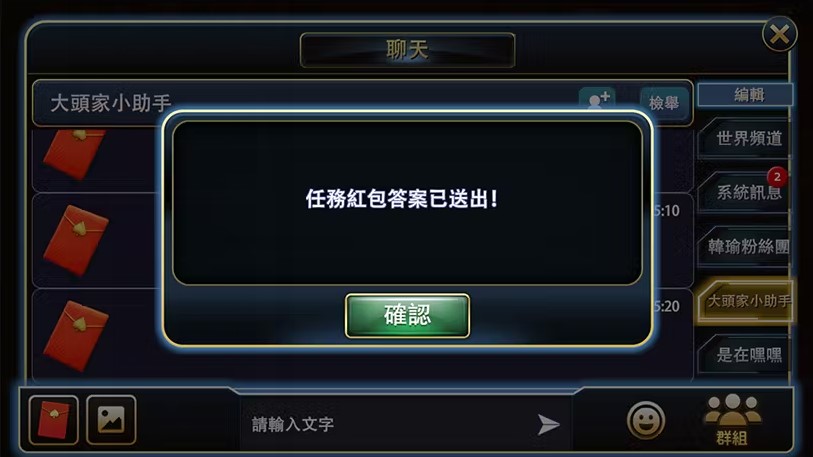 聊天
大頭家小助手
檢舉
編輯
世界頻道
2
系統訊息
任務紅包答案已送出!
5:10
韓瑜粉絲團
5:20
大頭家小助手
確認
是在嘿嘿
請輸入文字
群組